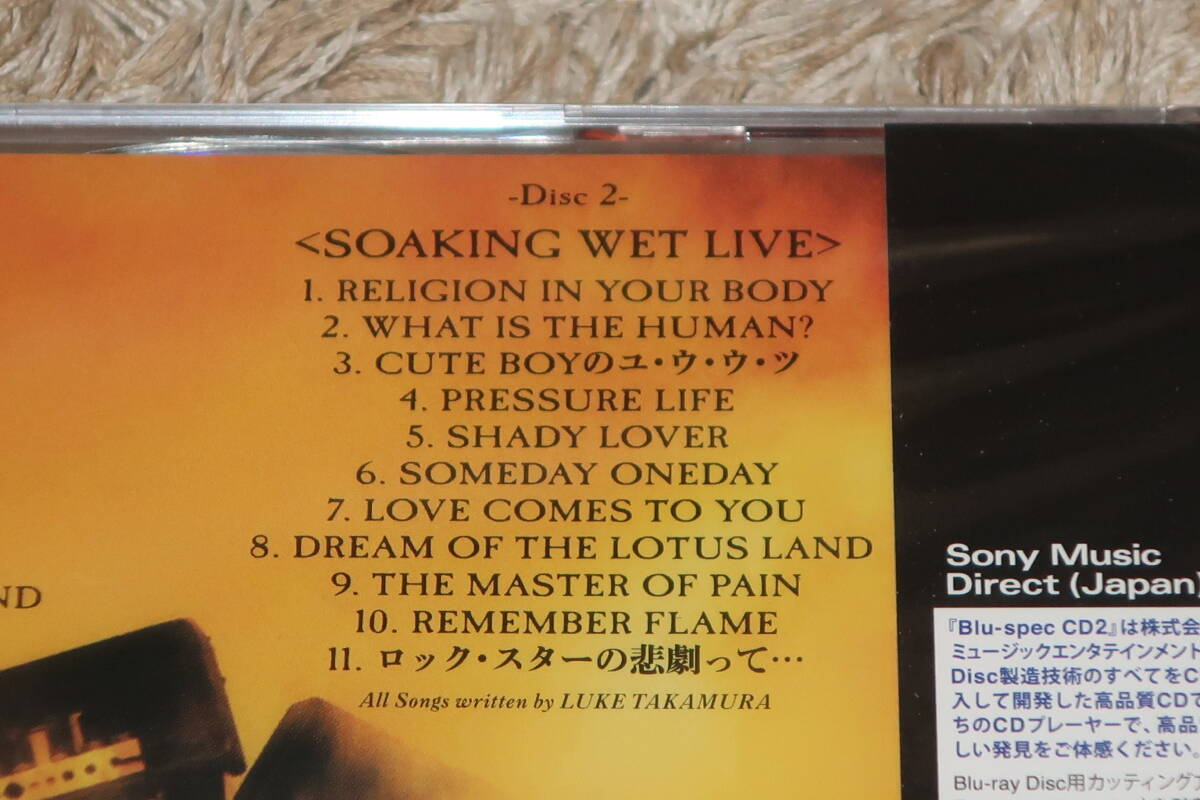 -Disc 2-
<SOAKING WET LIVE>
1. RELIGION IN YOUR BODY
2. WHAT IS THE HUMAN?
3. CUTE BOYのユ・ウ・ウ・ツ
4. PRESSURE LIFE
5. SHADY LOVER
6. SOMEDAY ONEDAY
7. LOVE COMES TO YOU
8. DREAM OF THE LOTUS LAND
9. THE MASTER OF PAIN
10. REMEMBER FLAME
11. ロック・スターの悲劇って…
All Songs written by LUKE TAKAMURA
ND
Sony Music
Direct (Japan)
『Blu-spec CD2』は株式会
ミュージックエンタテインメント
Disc製造技術のすべてをC
入して開発した高品質CDで
ちのCDプレーヤーで、高品
しい発見をご体感ください。
Blu-ray Disc用カッティング